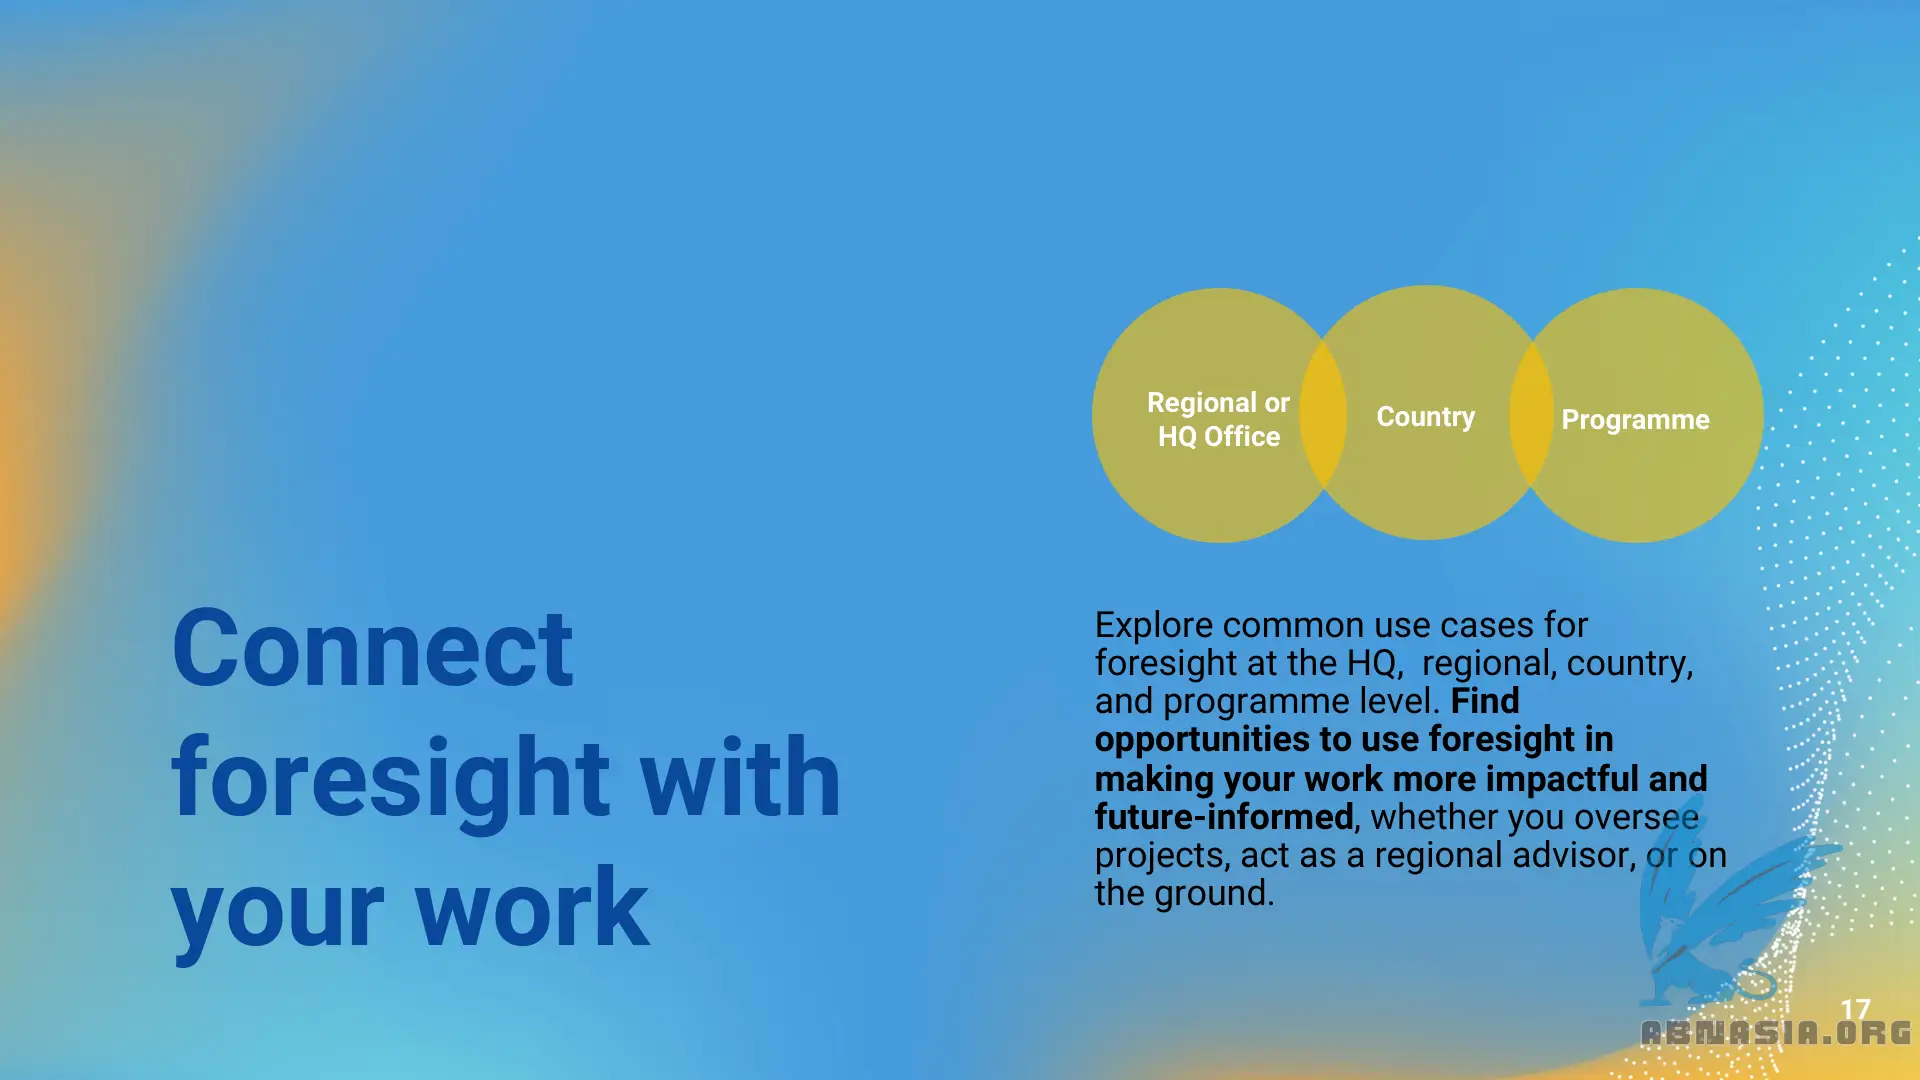 Connect
foresight with
your work
Regional or
HQ Office
Country
Programme
Explore common use cases for
foresight at the HQ,  regional, country,
and programme level. Find
opportunities to use foresight in
making your work more impactful and
future-informed, whether you oversee
projects, act as a regional advisor, or on
the ground.
17
ABNASIA.ORG